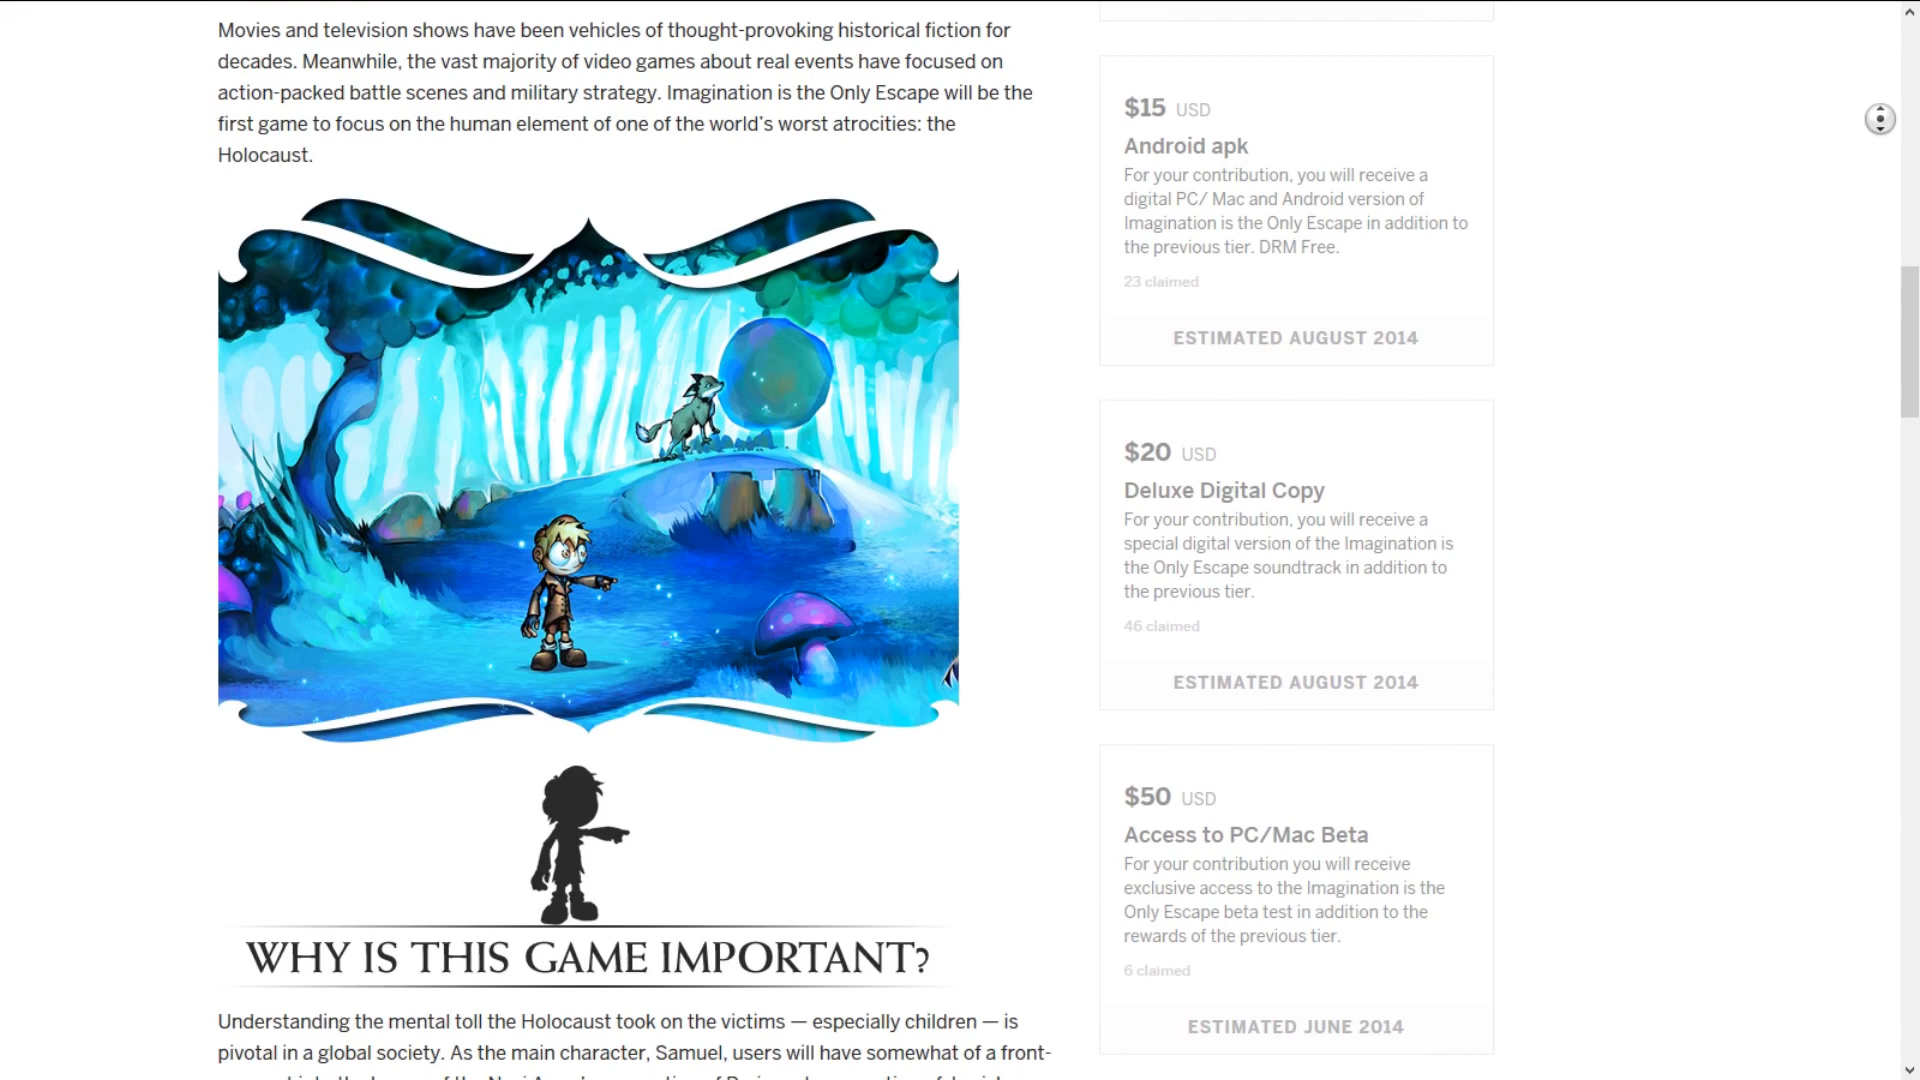 Movies and television shows have been vehicles of thought-provoking historical fiction for
decades. Meanwhile, the vast majority of video games about real events have focused on
action-packed battle scenes and military strategy. Imagination is the Only Escape will be the
first game to focus on the human element of one of the world's worst atrocities: the
Holocaust.
WHY IS THIS GAME IMPORTANT?
Understanding the mental toll the Holocaust took on the victims — especially children — is
pivotal in a global society. As the main character, Samuel, users will have somewhat of a front-
$15 USD
Android apk
For your contribution, you will receive a
digital PC/ Mac and Android version of
Imagination is the Only Escape in addition to
the previous tier. DRM Free.
23 claimed
ESTIMATED AUGUST 2014
$20 USD
Deluxe Digital Copy
For your contribution, you will receive a
special digital version of the Imagination is
the Only Escape soundtrack in addition to
the previous tier.
46 claimed
ESTIMATED AUGUST 2014
$50 USD
Access to PC/Mac Beta
For your contribution you will receive
exclusive access to the Imagination is the
Only Escape beta test in addition to the
rewards of the previous tier.
6 claimed
ESTIMATED JUNE 2014